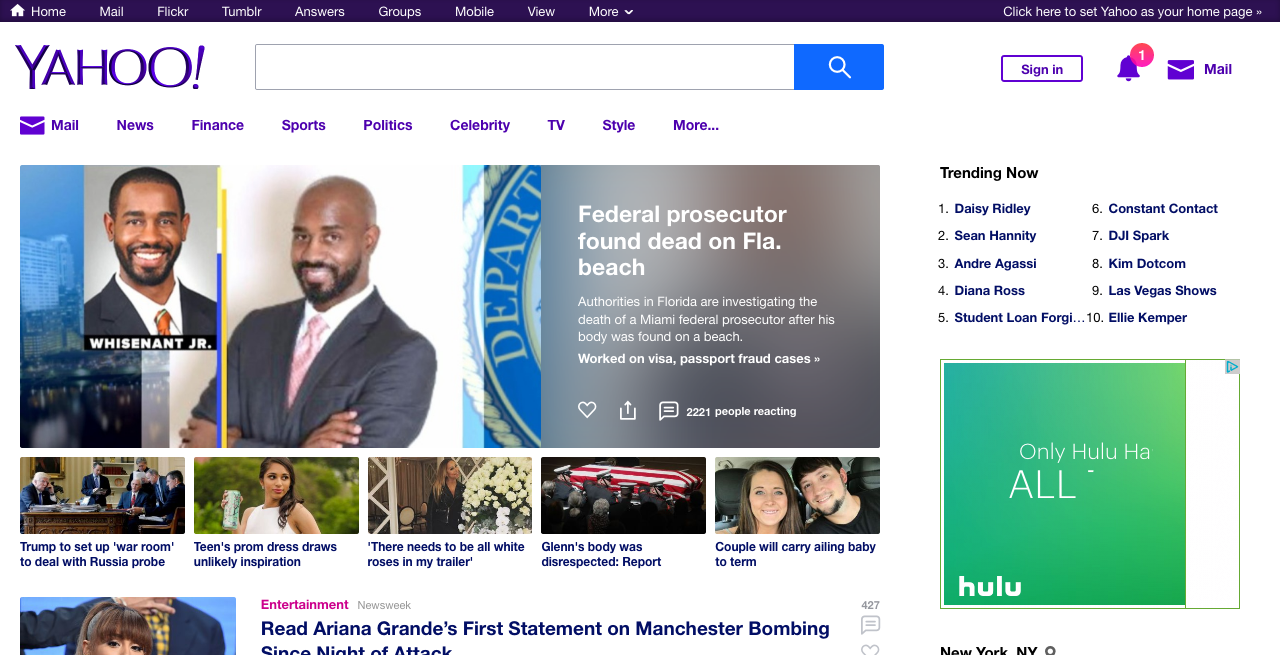 Home Mail Flickr Tumblr Answers Groups Mobile View More Click here to set Yahoo as your home page »
YAHOO!
Sign in
1
Mail
Mail News Finance Sports Politics Celebrity TV Style More...
WHISENANT JR.
DEPART
Federal prosecutor
found dead on Fla.
beach
Authorities in Florida are investigating the
death of a Miami federal prosecutor after his
body was found on a beach.
Worked on visa, passport fraud cases »
2221 people reacting
Trump to set up 'war room'
to deal with Russia probe
Teen's prom dress draws
unlikely inspiration
'There needs to be all white
roses in my trailer'
Glenn's body was
disrespected: Report
Couple will carry ailing baby
to term
Entertainment Newsweek
427
Read Ariana Grande’s First Statement on Manchester Bombing
Since Night of Attack
Trending Now
1. Daisy Ridley
2. Sean Hannity
3. Andre Agassi
4. Diana Ross
5. Student Loan Forgi...
6. Constant Contact
7. DJI Spark
8. Kim Dotcom
9. Las Vegas Shows
10. Ellie Kemper
Only Hulu Ha
ALL
hulu
New York, NY